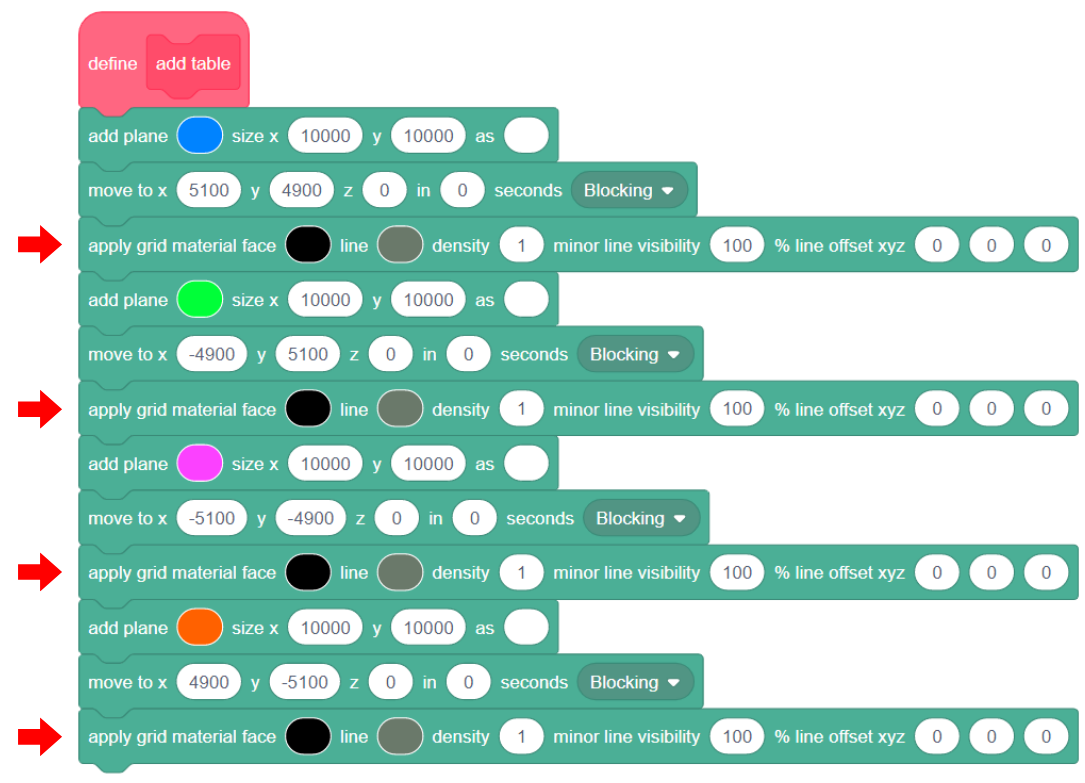 define add table
add plane size x 10000 y 10000 as
move to x 5100 y 4900 z 0 in 0 seconds Blocking
apply grid material face line density 1 minor line visibility 100 % line offset xyz 0 0 0
add plane size x 10000 y 10000 as
move to x -4900 y 5100 z 0 in 0 seconds Blocking
apply grid material face line density 1 minor line visibility 100 % line offset xyz 0 0 0
add plane size x 10000 y 10000 as
move to x -5100 y -4900 z 0 in 0 seconds Blocking
apply grid material face line density 1 minor line visibility 100 % line offset xyz 0 0 0
add plane size x 10000 y 10000 as
move to x 4900 y -5100 z 0 in 0 seconds Blocking
apply grid material face line density 1 minor line visibility 100 % line offset xyz 0 0 0